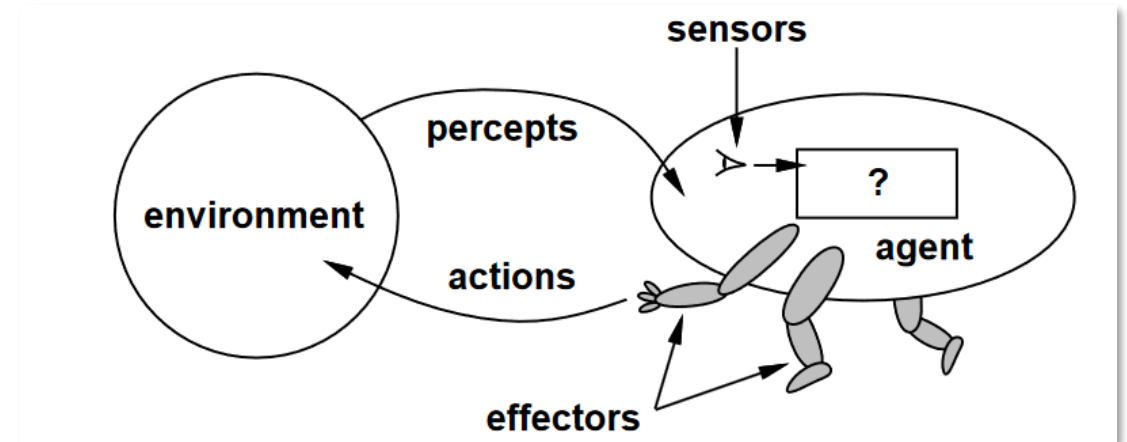 sensors
percepts
?
environment
agent
actions
effectors